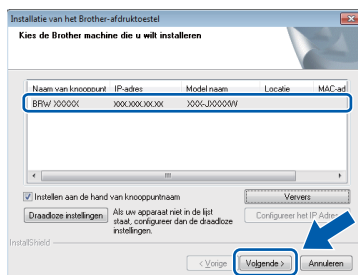 Installatie van het Brother-afdruktoestel
Kies de Brother machine die u wilt installeren
Naam van knooppunt IP-adres Model naam Locatie MAC-ad
BRW XXXXX XXX.XXX.XX.XX XXX-JXXXXW
Instellen aan de hand van knooppuntnaam
Ververs
Draadloze instellingen
Als uw apparaat niet in de lijst
staat, configureer dan de draadloze
instellingen.
Configureer het IP Adres
InstallShield
< Vorige Volgende > Annuleren